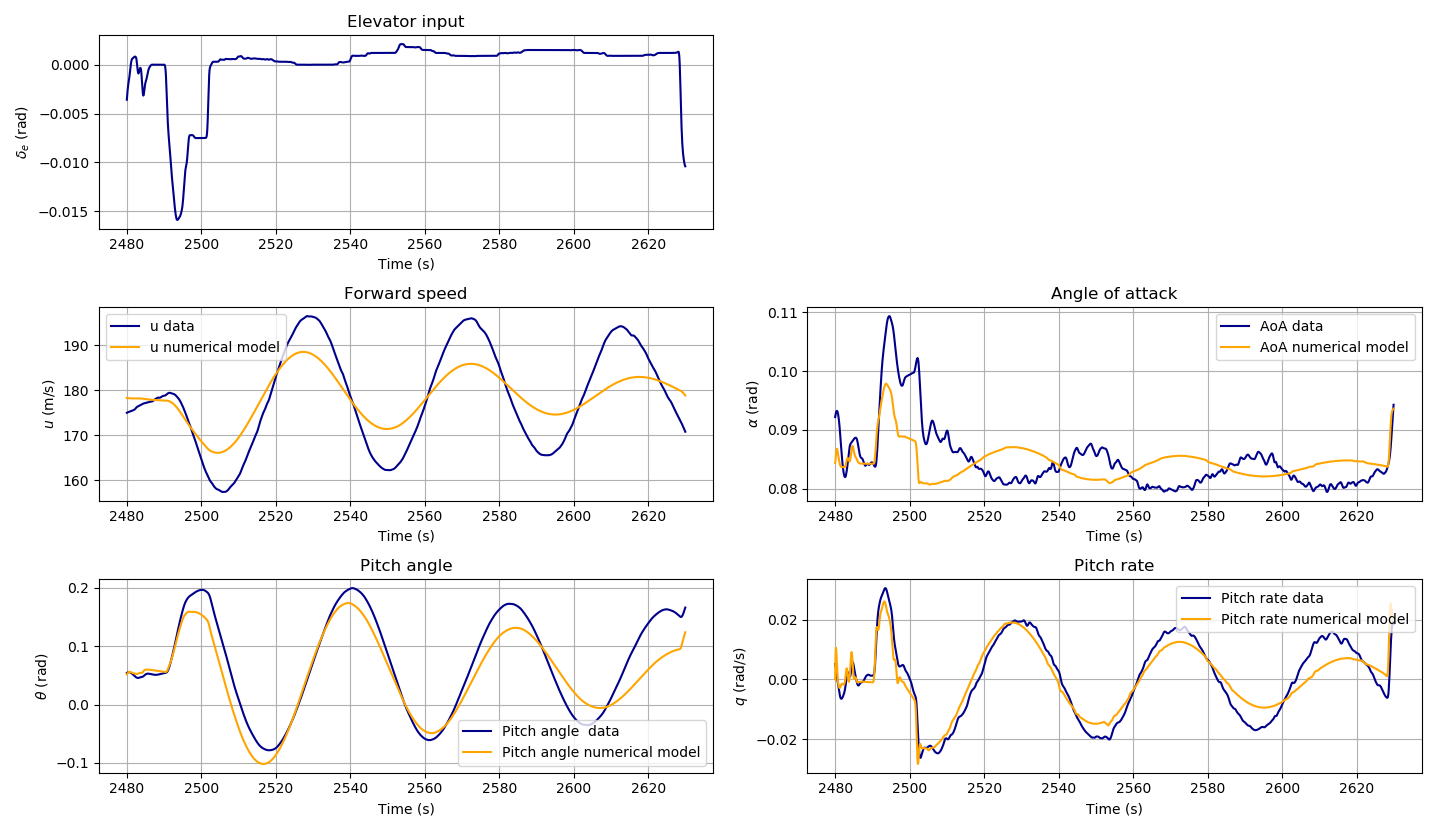 Elevator input
0.000
−0.005
−0.010
−0.015
δe (rad)
2480 2500 2520 2540 2560 2580 2600 2620
Time (s)
Forward speed
u data
u numerical model
190
180
170
160
u (m/s)
2480 2500 2520 2540 2560 2580 2600 2620
Time (s)
Angle of attack
AoA data
AoA numerical model
0.11
0.10
0.09
0.08
α (rad)
2480 2500 2520 2540 2560 2580 2600 2620
Time (s)
Pitch angle
0.2
0.1
0.0
−0.1
θ (rad)
Pitch angle data
Pitch angle numerical model
2480 2500 2520 2540 2560 2580 2600 2620
Time (s)
Pitch rate
Pitch rate data
Pitch rate numerical model
0.02
0.00
−0.02
q (rad/s)
2480 2500 2520 2540 2560 2580 2600 2620
Time (s)